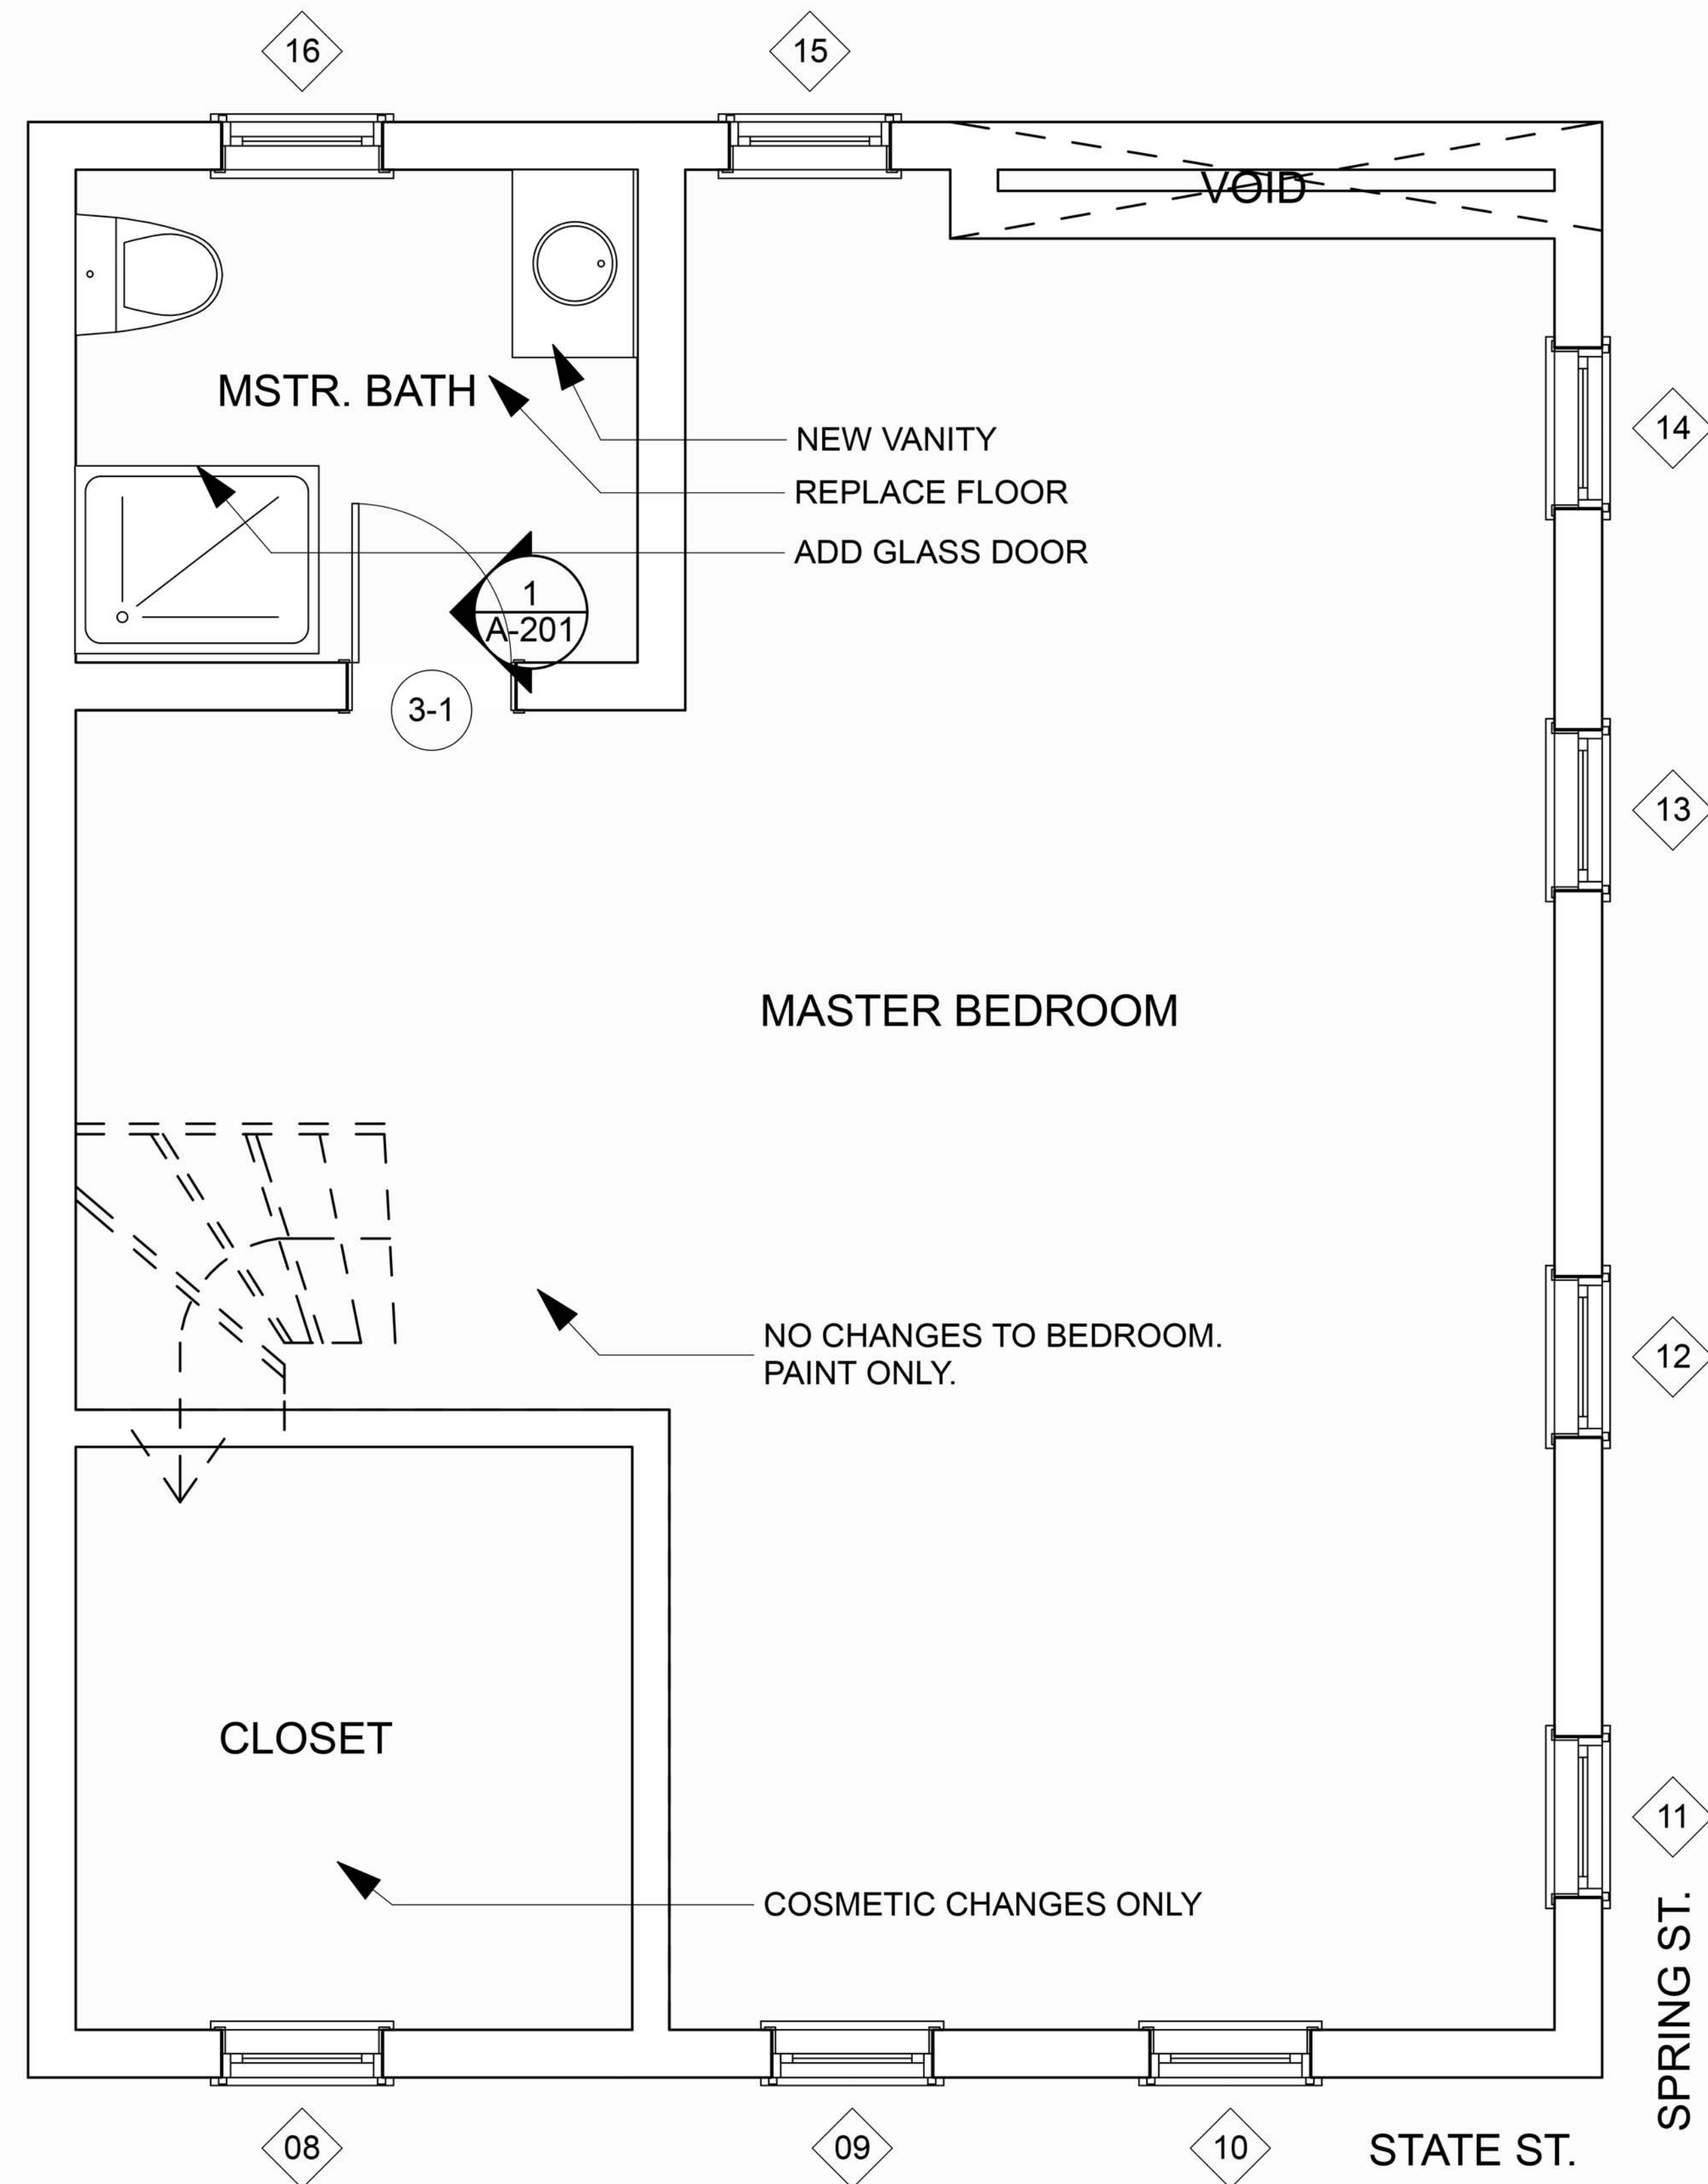 16
15
VOID
MSTR. BATH
NEW VANITY
REPLACE FLOOR
ADD GLASS DOOR
14
1
A-201
3-1
13
MASTER BEDROOM
NO CHANGES TO BEDROOM.
PAINT ONLY.
12
CLOSET
11
COSMETIC CHANGES ONLY
SPRING ST.
08
09
10
STATE ST.